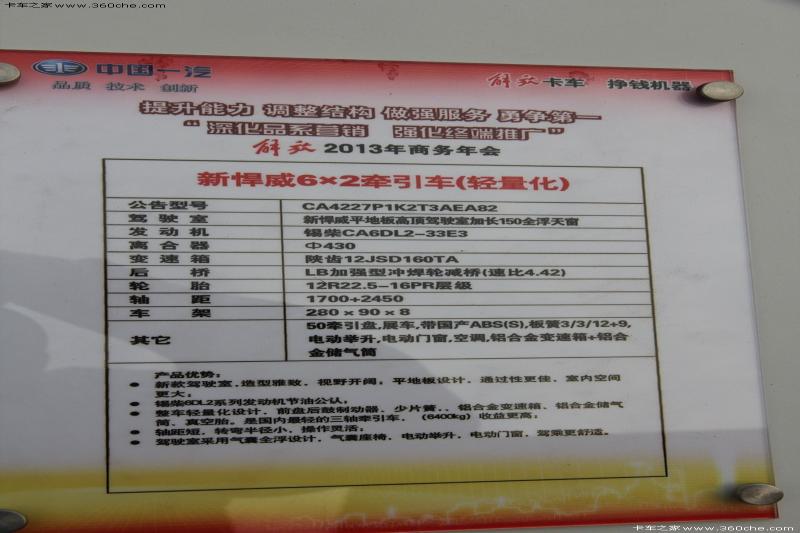 卡车之家 www.360che.com
中国一汽
品质 技术 创新
解放 卡车 挣钱机器
提升能力 调整结构 做强服务 勇争第一
“深化品系营销 强化终端推广”
解放 2013年商务年会
新悍威6×2牵引车(轻量化)
公告型号 CA4227P1K2T3AEA82
驾驶室 新悍威平地板高顶驾驶室加长150全浮天窗
发动机 锡柴CA6DL2-33E3
离合器 Φ430
变速箱 陕齿12JSD160TA
后桥 LB加强型冲焊轮减桥(速比4.42)
轮胎 12R22.5-16PR层级
轴距 1700+2450
车架 280×90×8
其它 50牵引盘,展车,带国产ABS(S),板簧3/3/12+9,
电动举升,电动门窗,空调,铝合金变速箱+铝合
金储气筒
产品优势:
● 新款驾驶室,造型雅致,视野开阔;平地板设计,通过性更佳,室内空间
更大;
● 锡柴6DL2系列发动机节油公认;
● 整车轻量化设计,前盘后鼓制动器、少片簧、、铝合金变速箱、铝合金储气
筒、真空胎。是国内最轻的三轴牵引车,(6400kg)收益更高;
● 轴距短,转弯半径小,操作灵活;
● 驾驶室采用气囊全浮设计,气囊座椅,电动举升,电动门窗,驾乘更舒适。
卡车之家 www.360che.com